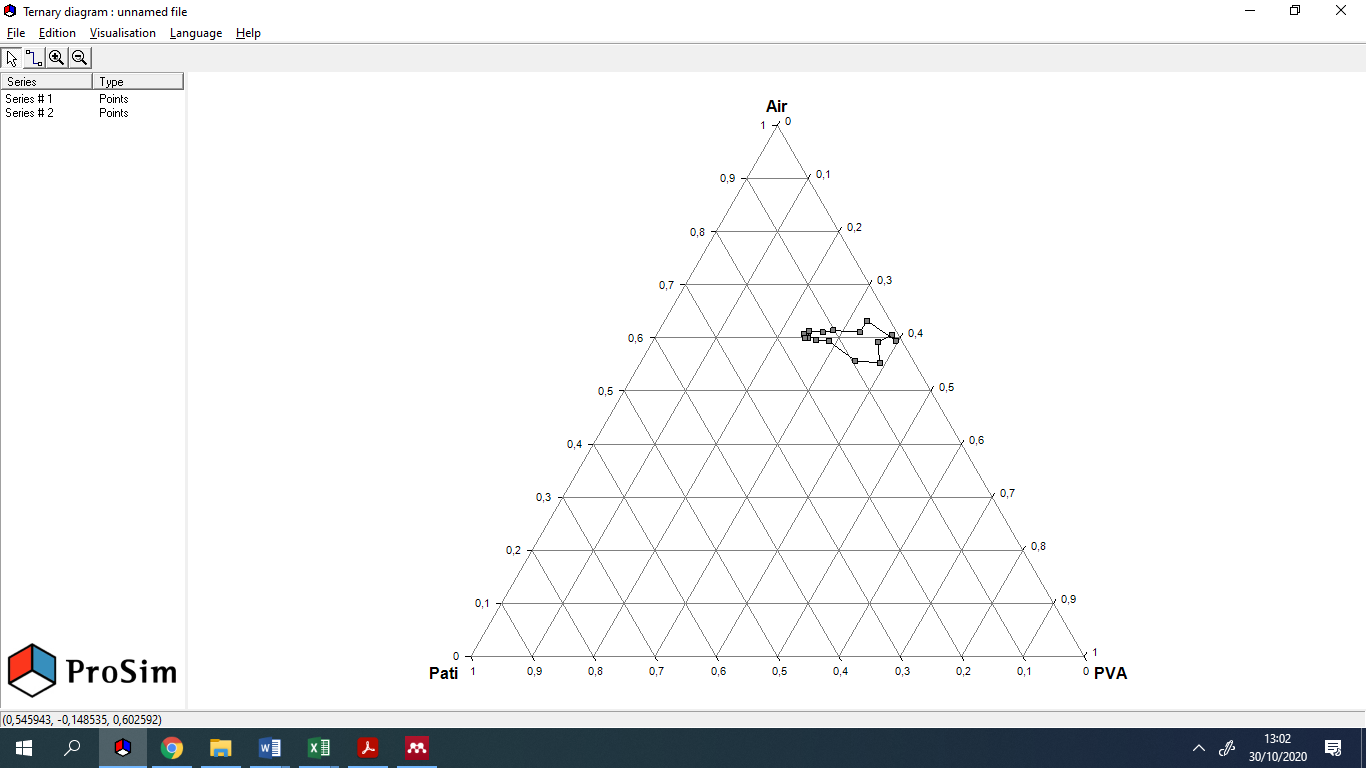 Ternary diagram : unnamed file
File Edition Visualisation Language Help
Series Type
Series # 1 Points
Series # 2 Points
Air
1 0
0,9 0,1
0,8 0,2
0,7 0,3
0,6 0,4
0,5 0,5
0,4 0,6
0,3 0,7
0,2 0,8
0,1 0,9
0 1
Pati 1 0,9 0,8 0,7 0,6 0,5 0,4 0,3 0,2 0,1 0 PVA
ProSim
(0,545943, -0,148535, 0,602592)
13:02
30/10/2020